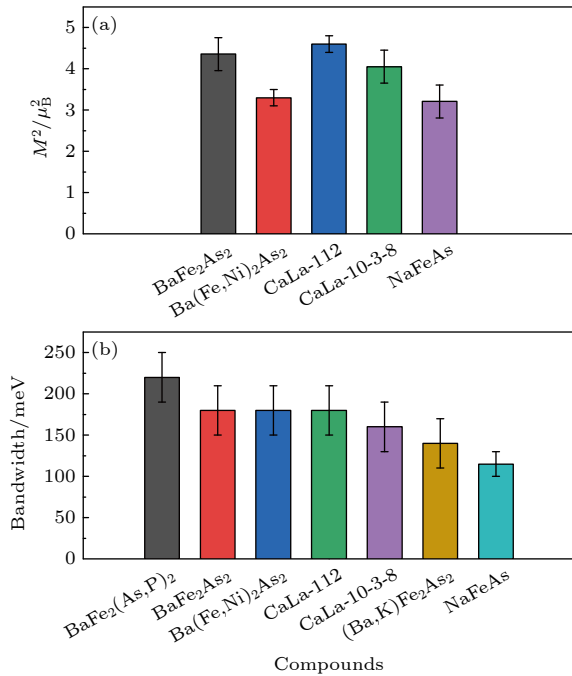 (a)
5
4
3
2
1
0
M²/μ_B²
BaFe₂As₂
Ba(Fe,Ni)₂As₂
CaLa-112
CaLa-10-3-8
NaFeAs
(b)
250
200
150
100
50
0
Bandwidth/meV
BaFe₂(As,P)₂
BaFe₂As₂
Ba(Fe,Ni)₂As₂
CaLa-112
CaLa-10-3-8
(Ba,K)Fe₂As₂
NaFeAs
Compounds